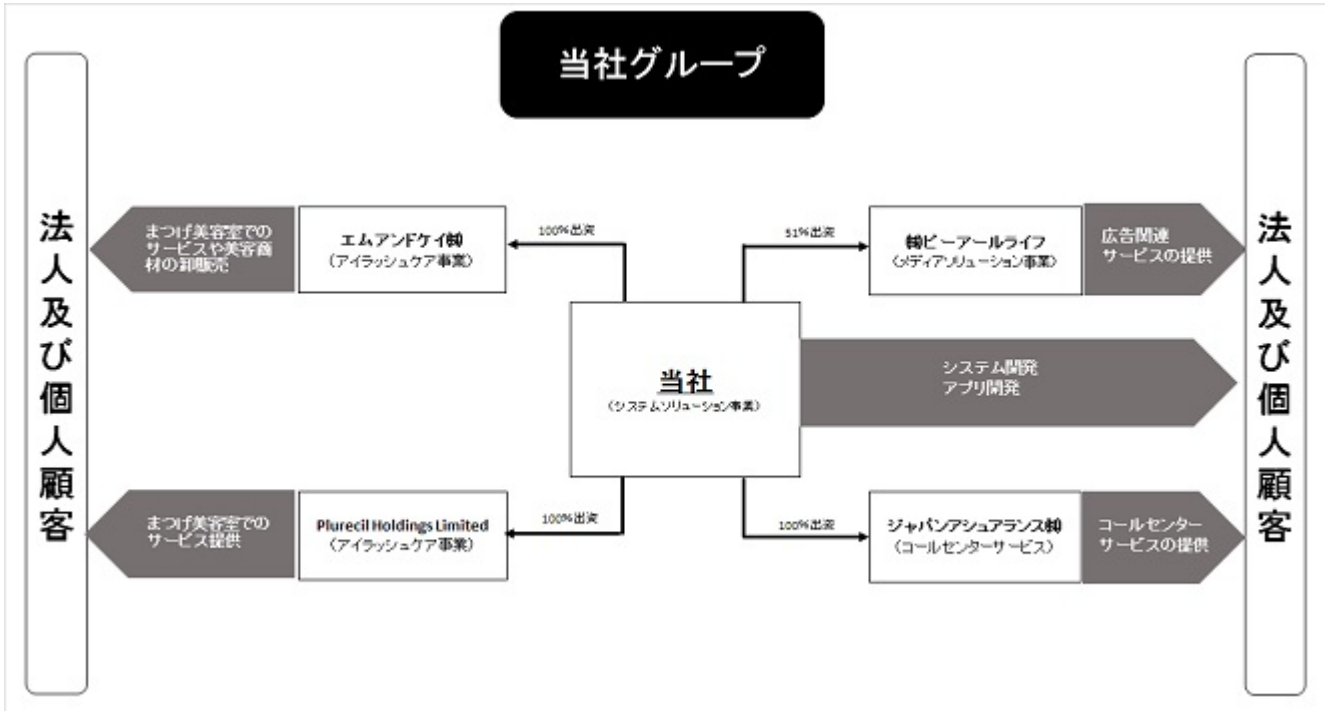 当社グループ
法人及び個人顧客
まつげ美容室での
サービスや美容商
材の卸販売
エムアンドケイ㈱
(アイラッシュケア事業)
100%出資
51%出資
㈱ピーアールライフ
(メディアソリューション事業)
広告関連
サービスの提供
法人及び個人顧客
当社
(システムソリューション事業)
システム開発
アプリ開発
まつげ美容室での
サービス提供
Plurecil Holdings Limited
(アイラッシュケア事業)
100%出資
100%出資
ジャパンアシュアランス㈱
(コールセンターサービス)
コールセンター
サービスの提供